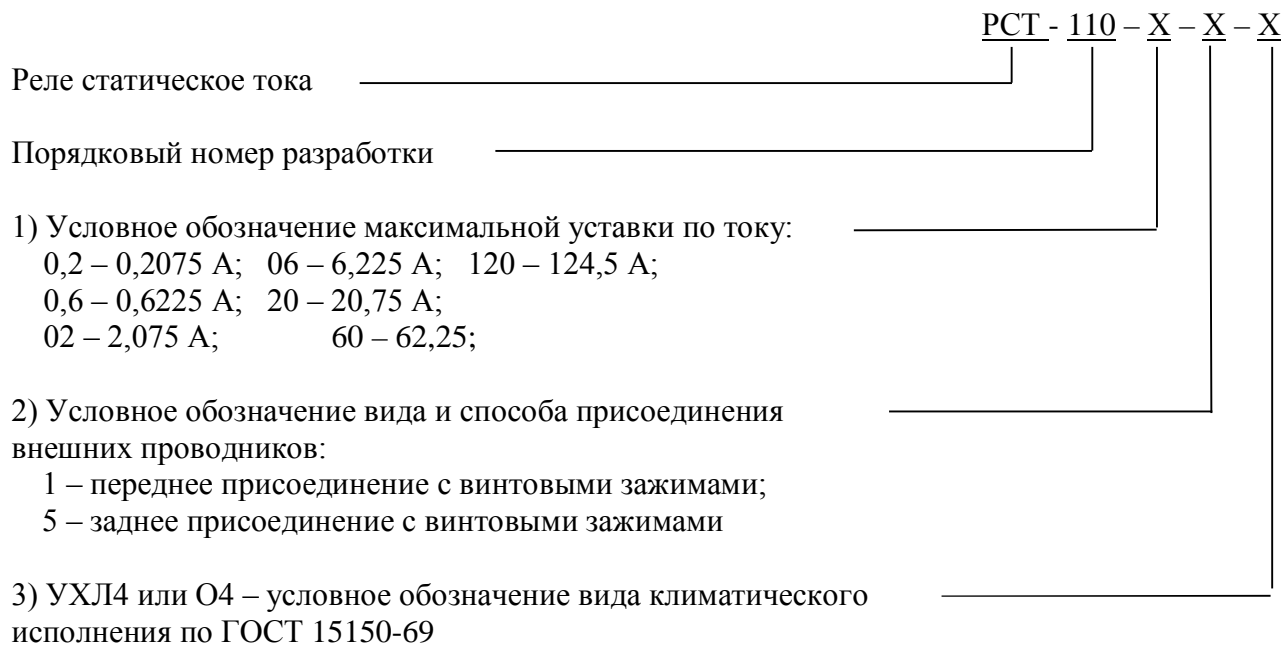 РСТ - 110 – Х – Х – Х
Реле статическое тока
Порядковый номер разработки
1) Условное обозначение максимальной уставки по току:
0,2 – 0,2075 А; 06 – 6,225 А; 120 – 124,5 А;
0,6 – 0,6225 А; 20 – 20,75 А;
02 – 2,075 А; 60 – 62,25;
2) Условное обозначение вида и способа присоединения
внешних проводников:
1 – переднее присоединение с винтовыми зажимами;
5 – заднее присоединение с винтовыми зажимами
3) УХЛ4 или О4 – условное обозначение вида климатического
исполнения по ГОСТ 15150-69